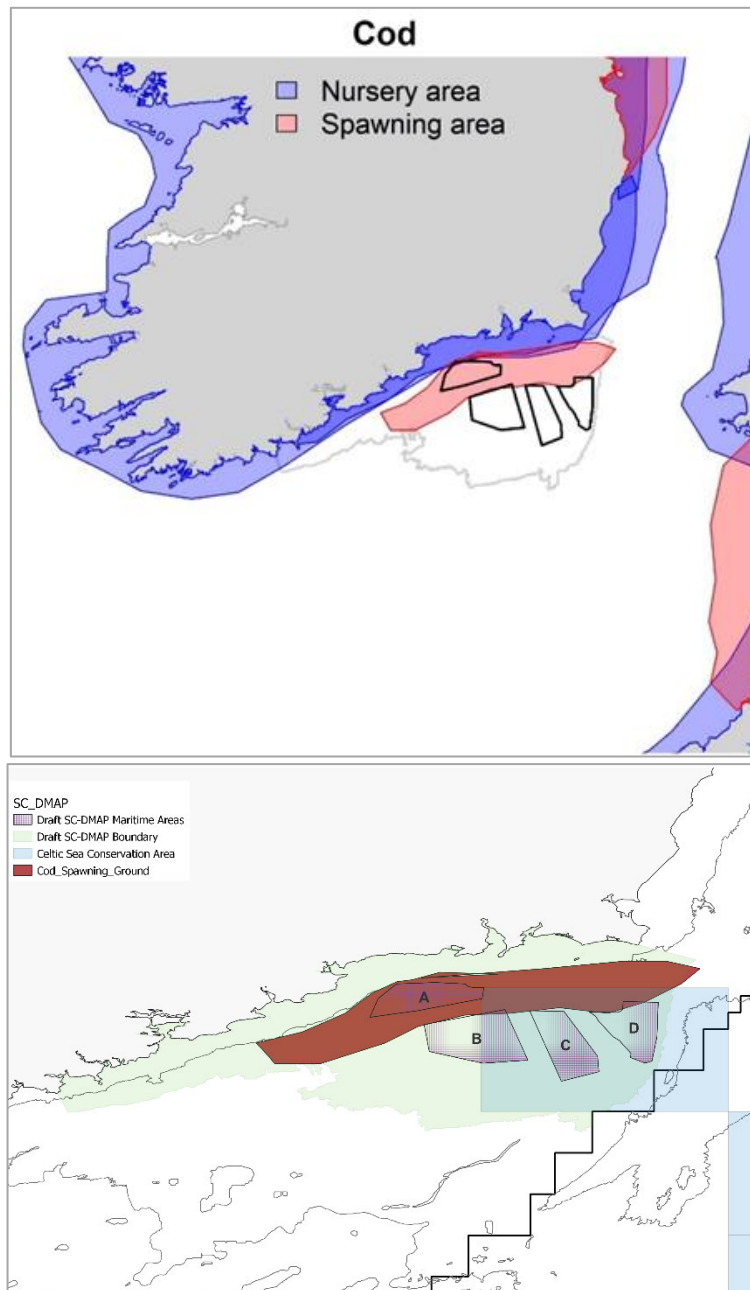 Cod
Nursery area
Spawning area
SC_DMAP
Draft SC-DMAP Maritime Areas
Draft SC-DMAP Boundary
Celtic Sea Conservation Area
Cod_Spawning_Ground
A
B
C
D